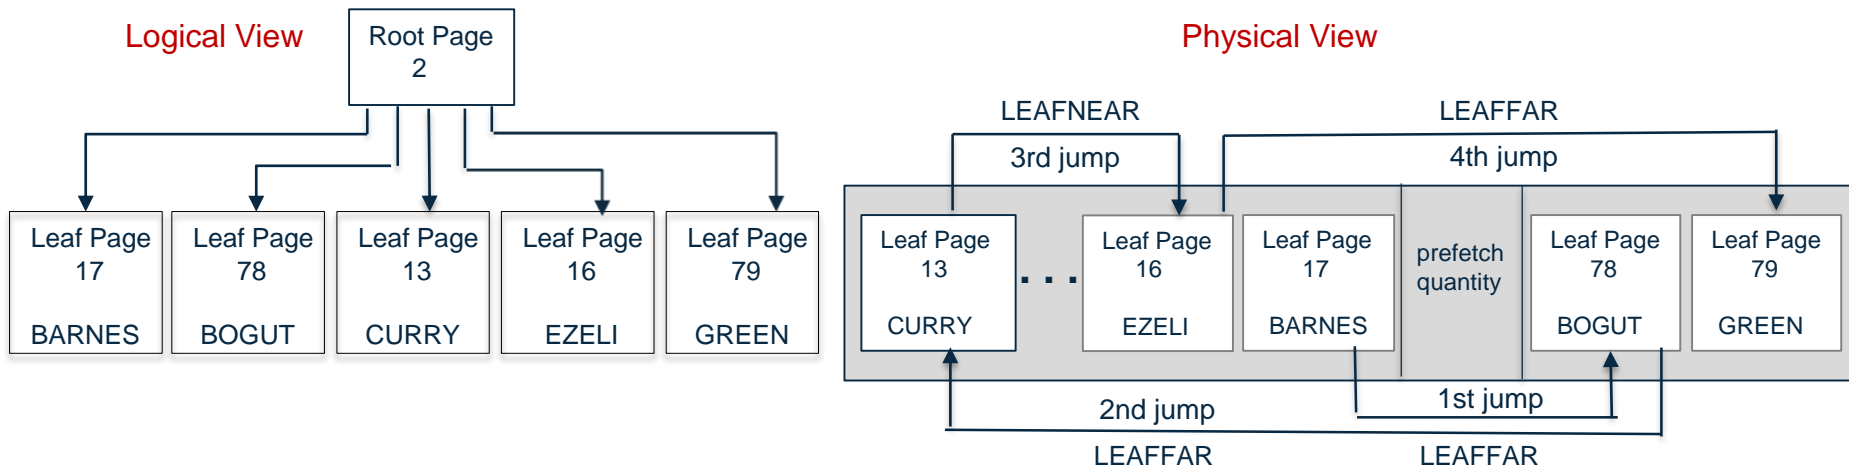 Logical View
Root Page
2
Leaf Page
17
BARNES
Leaf Page
78
BOGUT
Leaf Page
13
CURRY
Leaf Page
16
EZELI
Leaf Page
79
GREEN
Physical View
LEAFNEAR
3rd jump
LEAFFAR
4th jump
Leaf Page
13
CURRY
. . .
Leaf Page
16
EZELI
Leaf Page
17
BARNES
prefetch
quantity
Leaf Page
78
BOGUT
Leaf Page
79
GREEN
2nd jump
LEAFFAR
1st jump
LEAFFAR